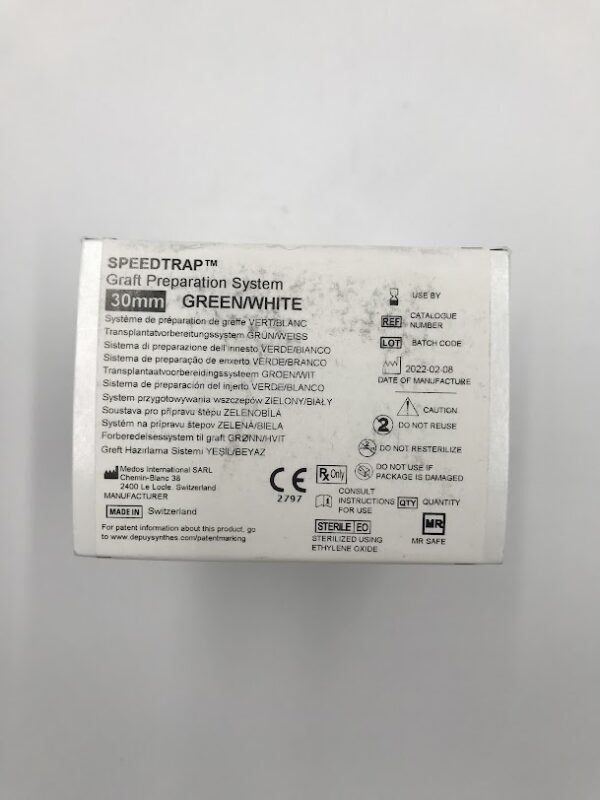 SPEEDTRAP™
Graft Preparation System
30mm GREEN/WHITE
Système de préparation de greffe VERT/BLANC
Transplantatvorbereitungssystem GRÜN/WEISS
Sistema di preparazione dell'innesto VERDE/BIANCO
Sistema de preparação de enxerto VERDE/BRANCO
Transplantaatvoorbereidingssysteem GROEN/WIT
Sistema de preparación del injerto VERDE/BLANCO
System przygotowywania wszczepów ZIELONY/BIAŁY
Soustava pro přípravu štěpu ZELENOBÍLÁ
Systém na prípravu štepov ZELENÁ/BIELA
Forberedelsessystem til graft GRØNN/HVIT
Greft Hazırlama Sistemi YEŞİL/BEYAZ
Medos International SARL
Chemin-Blanc 38
2400 Le Locle, Switzerland
MANUFACTURER
MADE IN Switzerland
For patent information about this product, go
to www.depuysynthes.com/patentmarking
CE
2797
USE BY
REF CATALOGUE NUMBER
LOT BATCH CODE
2022-02-08
DATE OF MANUFACTURE
CAUTION
2 DO NOT REUSE
DO NOT RESTERILIZE
DO NOT USE IF
PACKAGE IS DAMAGED
Rx Only
CONSULT
INSTRUCTIONS
FOR USE
QTY QUANTITY
STERILE EO
STERILIZED USING
ETHYLENE OXIDE
MR
MR SAFE